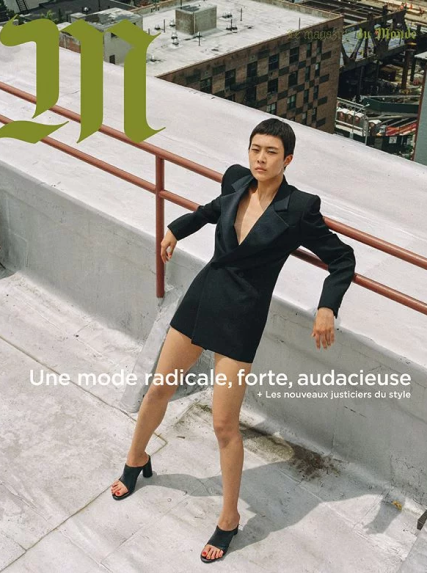 M
Le magazine du Monde
Une mode radicale, forte, audacieuse
+ Les nouveaux justiciers du style